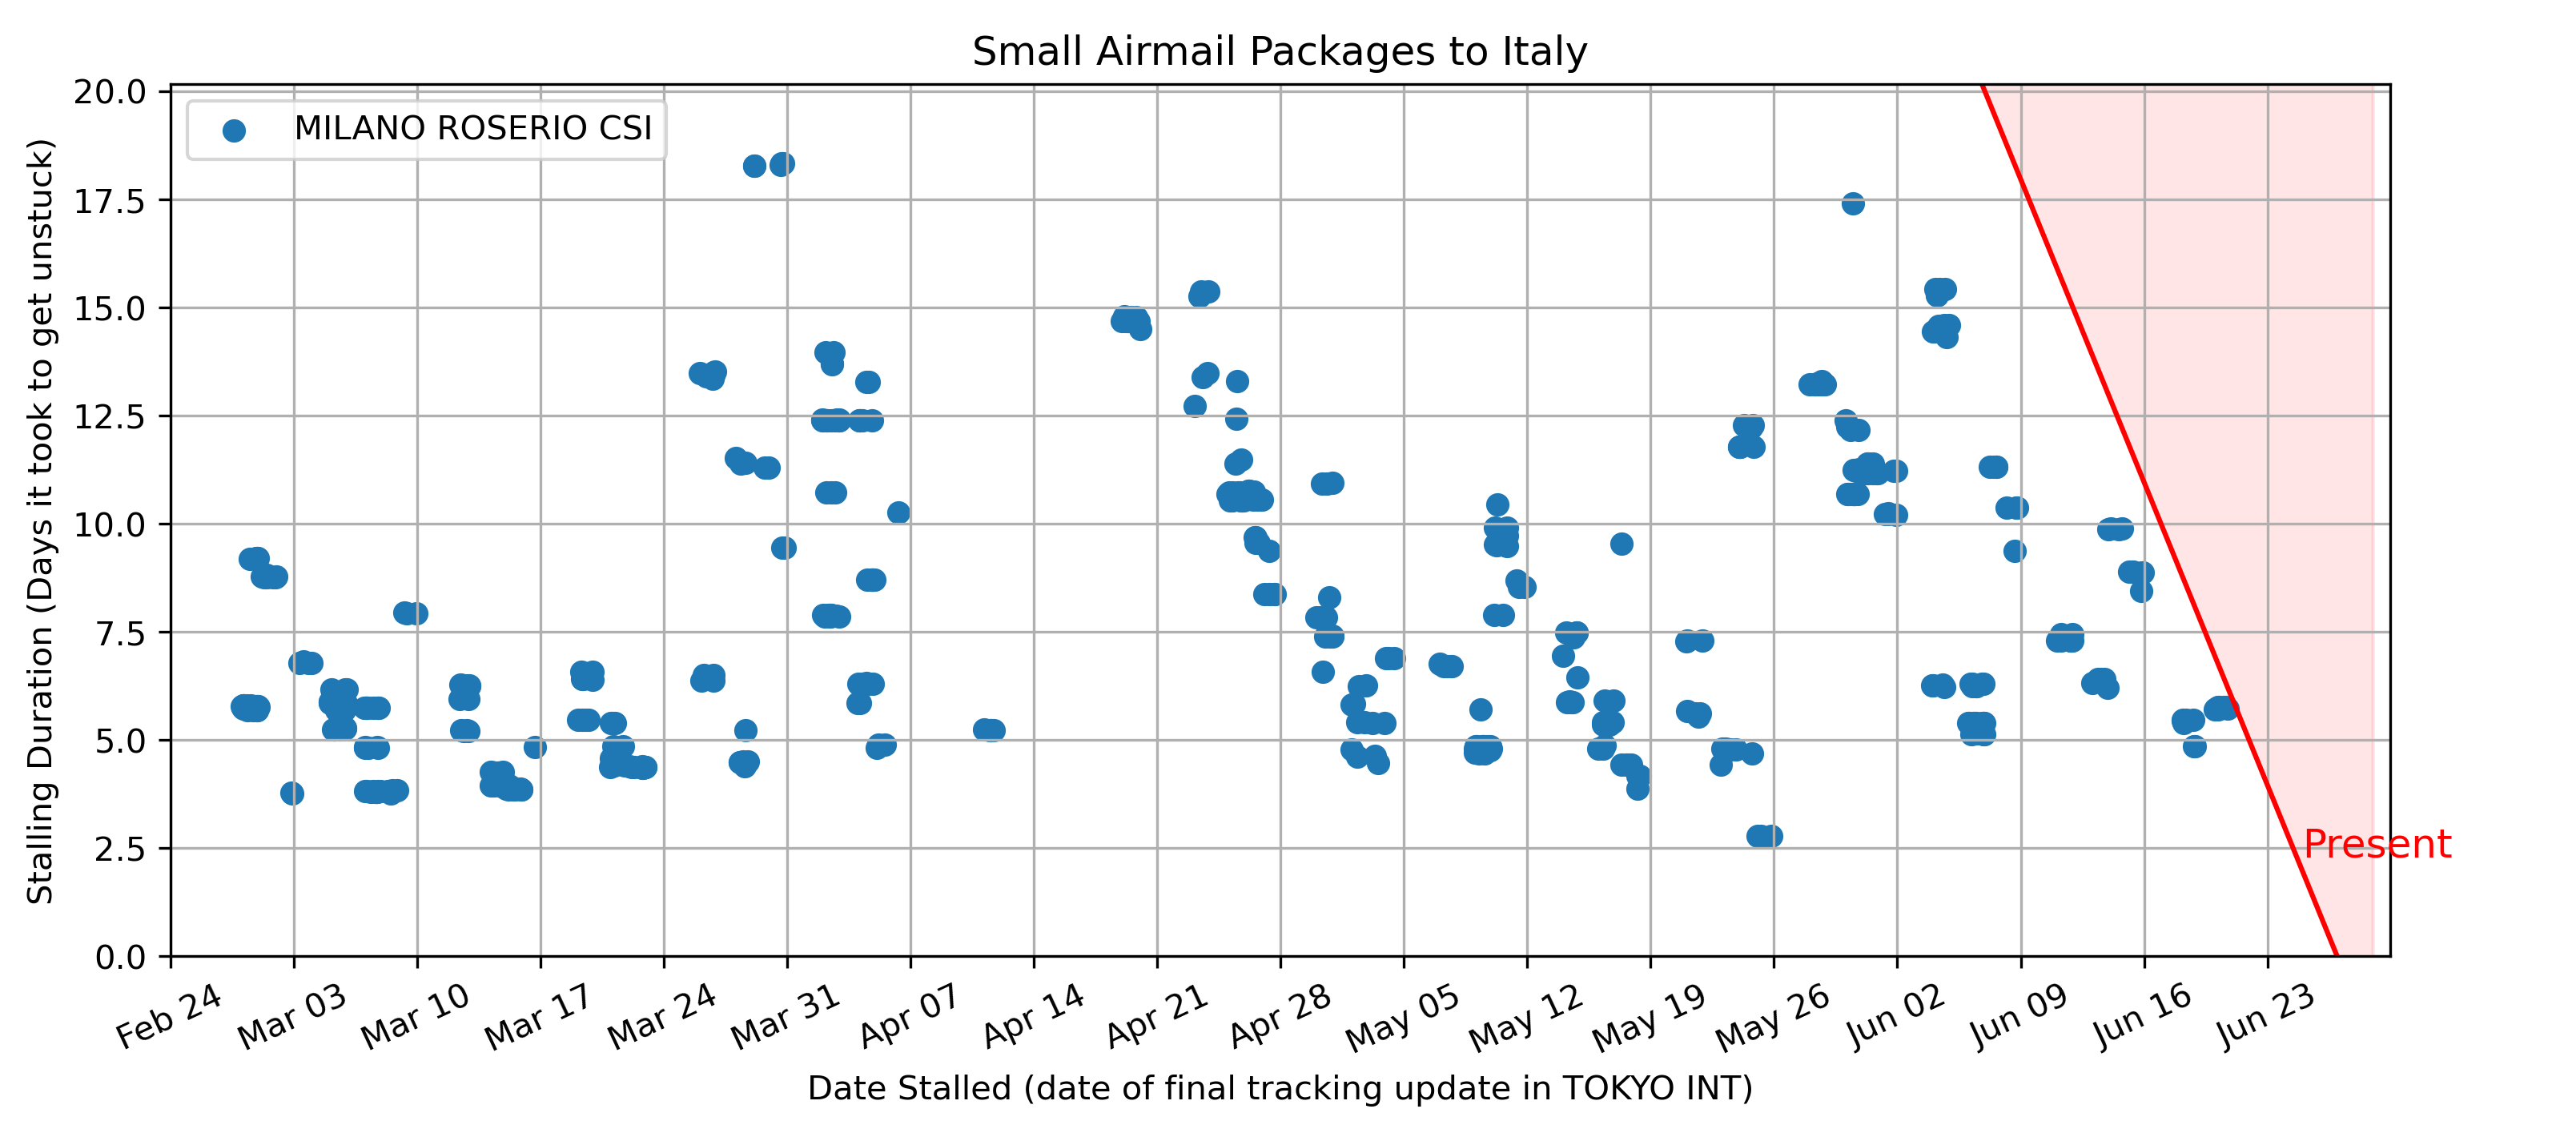 Small Airmail Packages to Italy
MILANO ROSERIO CSI
Stalling Duration (Days it took to get unstuck)
20.0
17.5
15.0
12.5
10.0
7.5
5.0
2.5
0.0
Present
Feb 24
Mar 03
Mar 10
Mar 17
Mar 24
Mar 31
Apr 07
Apr 14
Apr 21
Apr 28
May 05
May 12
May 19
May 26
Jun 02
Jun 09
Jun 16
Jun 23
Date Stalled (date of final tracking update in TOKYO INT)